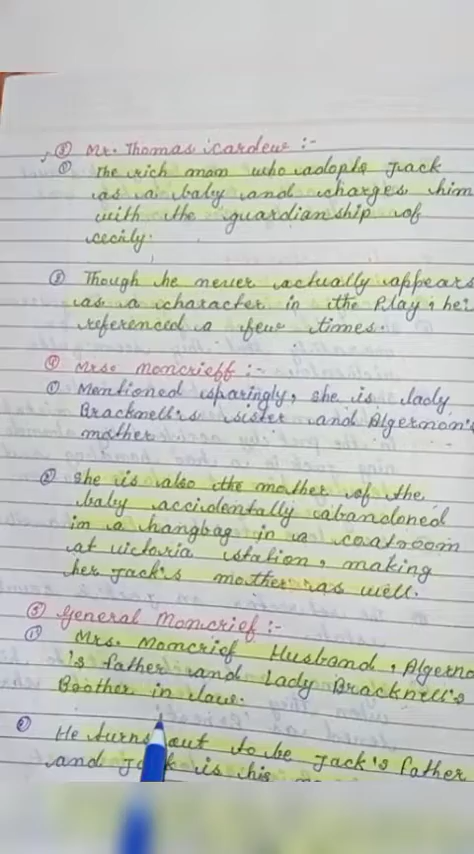 ③ Mr. Thomas cardew :-
① The rich man who adopts Jack
as a baby and charges him
with the guardianship of
cecily.
② Though he never actually appears
as a character in the Play, he
referenced a few times.
④ Mrs. Moncrieff :-
① Mentioned sparingly, she is lady
Bracknell's sister and Algernon's
mother
② she is also the mother of the
baby accidentally abandoned
in a hangbag in a coatroom
at victoria station, making
her Jack's mother as well.
⑤ General Moncrief :-
① Mrs. Moncrief Husband, Algerno
's father and Lady Bracknell's
Brother in law.
② He turns out to be Jack's father
and Jack is his